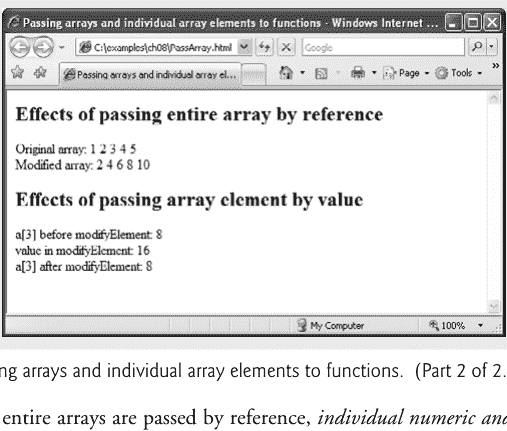 Passing arrays and individual array elements to functions - Windows Internet ...
C:\examples\ch08\PassArray.html
Google
Passing arrays and individual array el...
Page
Tools
»
Effects of passing entire array by reference
Original array: 1 2 3 4 5
Modified array: 2 4 6 8 10
Effects of passing array element by value
a[3] before modifyElement: 8
value in modifyElement: 16
a[3] after modifyElement: 8
My Computer
100%
ng arrays and individual array elements to functions. (Part 2 of 2.
entire arrays are passed by reference, individual numeric and